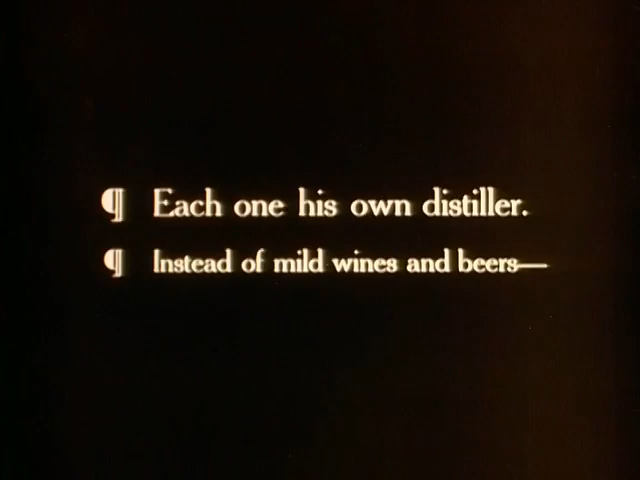 ¶ Each one his own distiller.
¶ Instead of mild wines and beers—